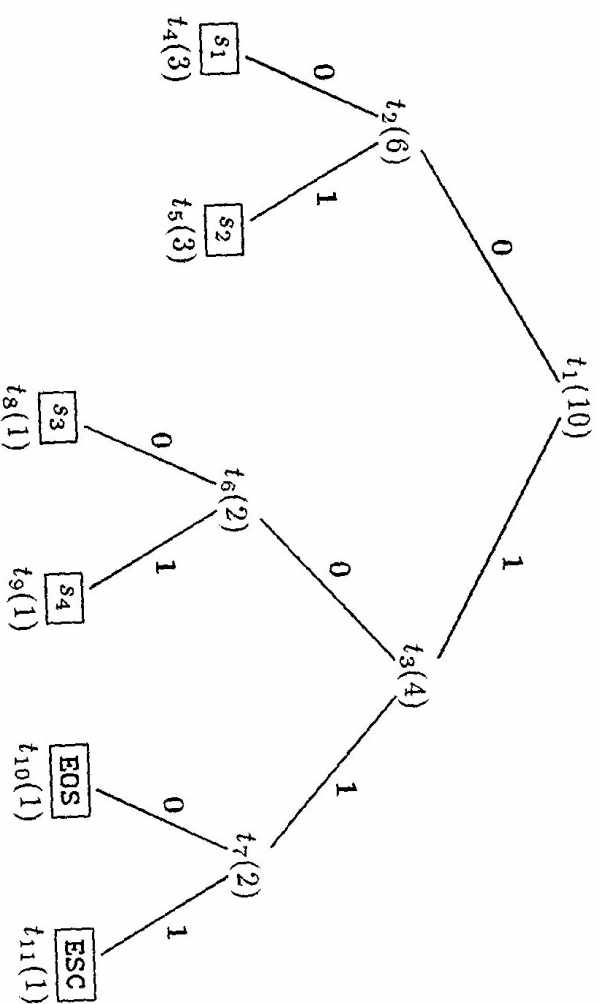 t₁(10)
0 1
t₂(6) t₃(4)
0 1 0 1
s₁ s₂ t₆(2) t₇(2)
t₄(3) t₅(3) 0 1 0 1
s₃ s₄ EOS ESC
t₈(1) t₉(1) t₁₀(1) t₁₁(1)